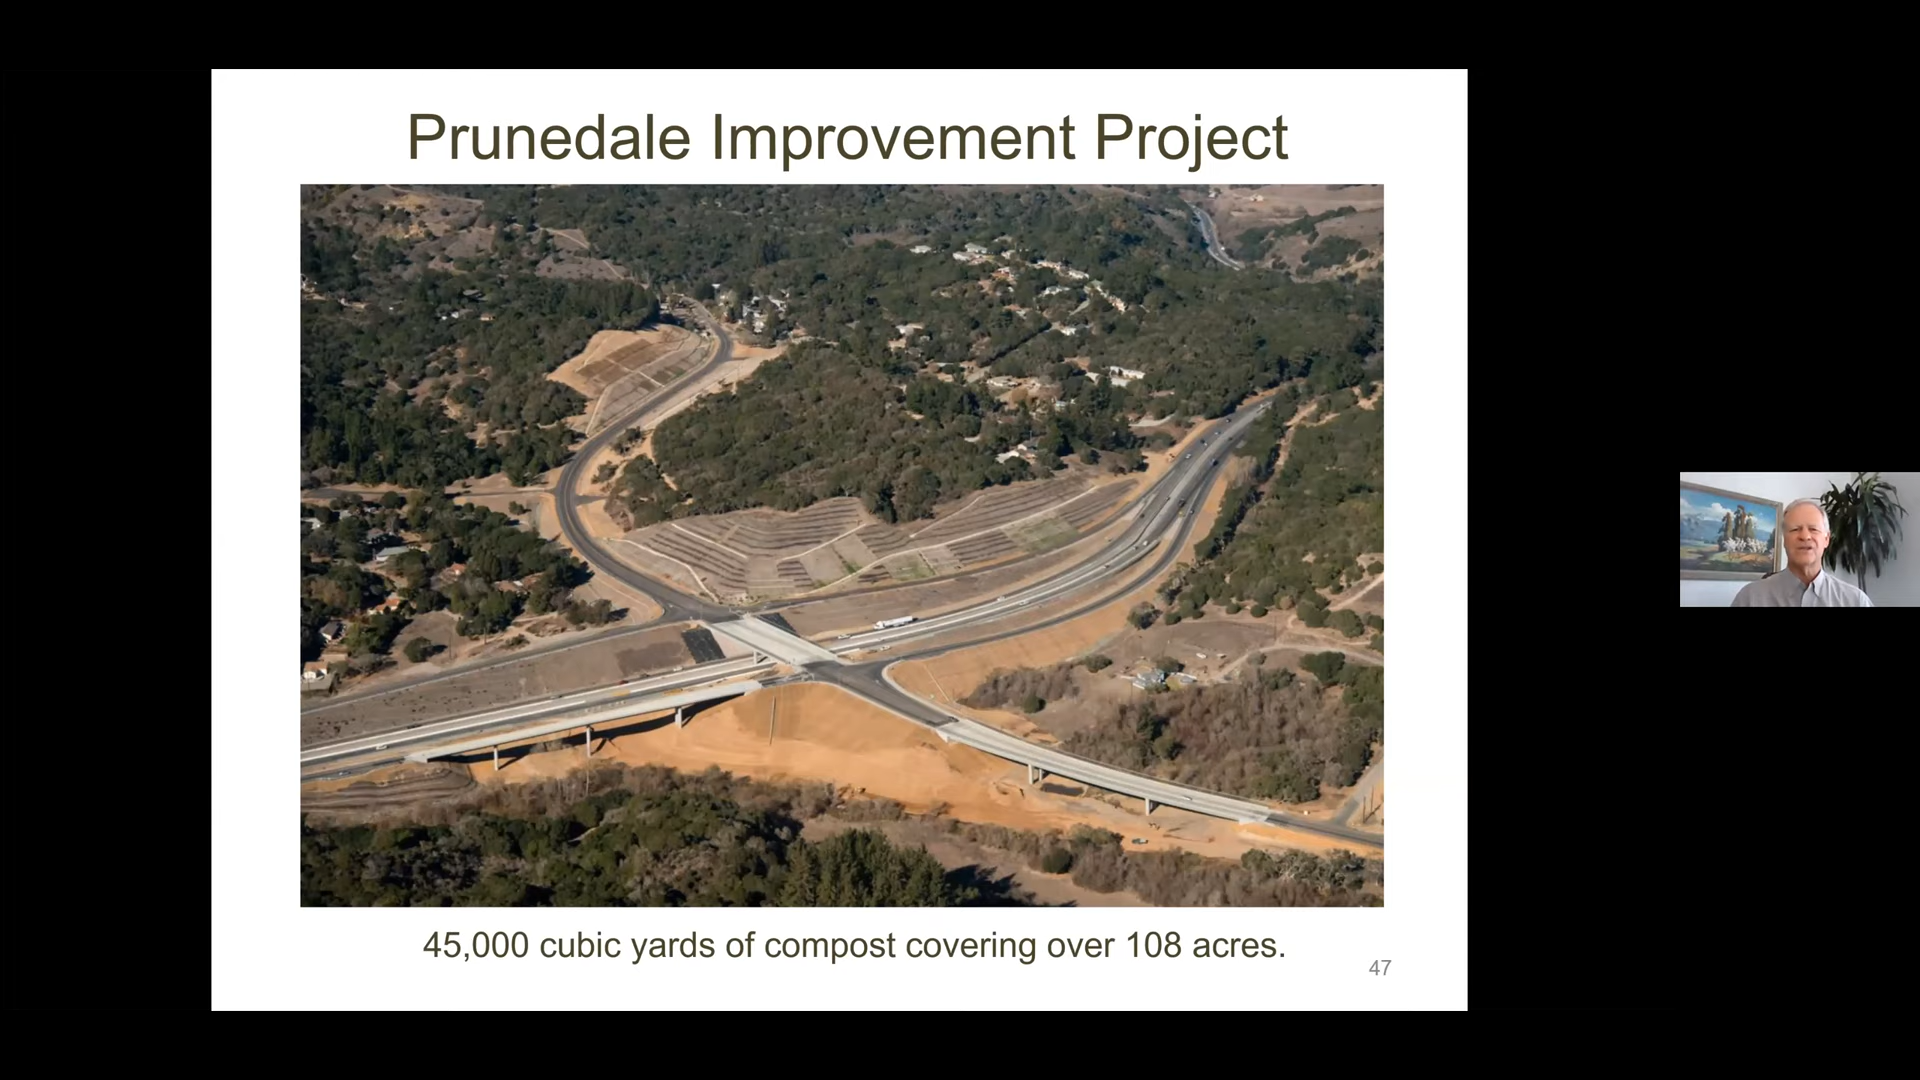 Prunedale Improvement Project
45,000 cubic yards of compost covering over 108 acres.
47